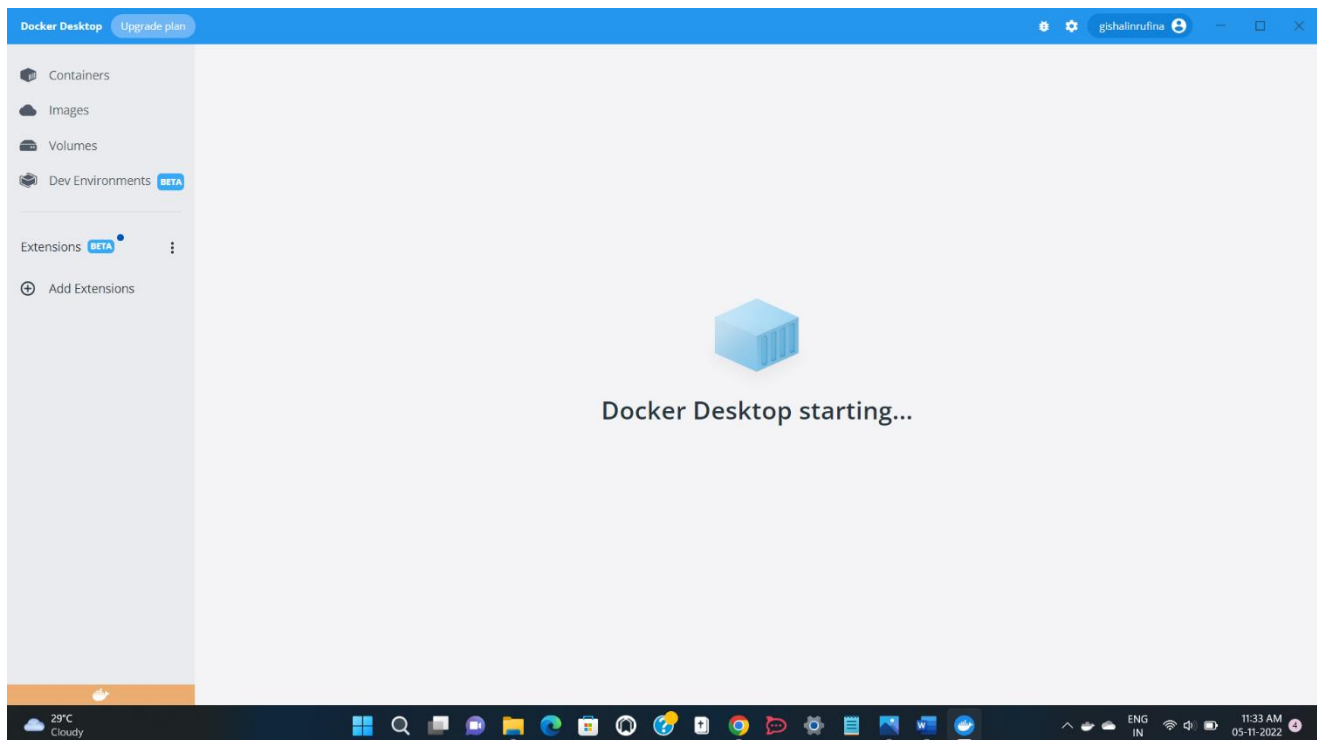 Docker Desktop Upgrade plan gishalinrufina
Containers
Images
Volumes
Dev Environments BETA
Extensions BETA
Add Extensions
Docker Desktop starting...
29°C
Cloudy
ENG
IN
11:33 AM
05-11-2022
4